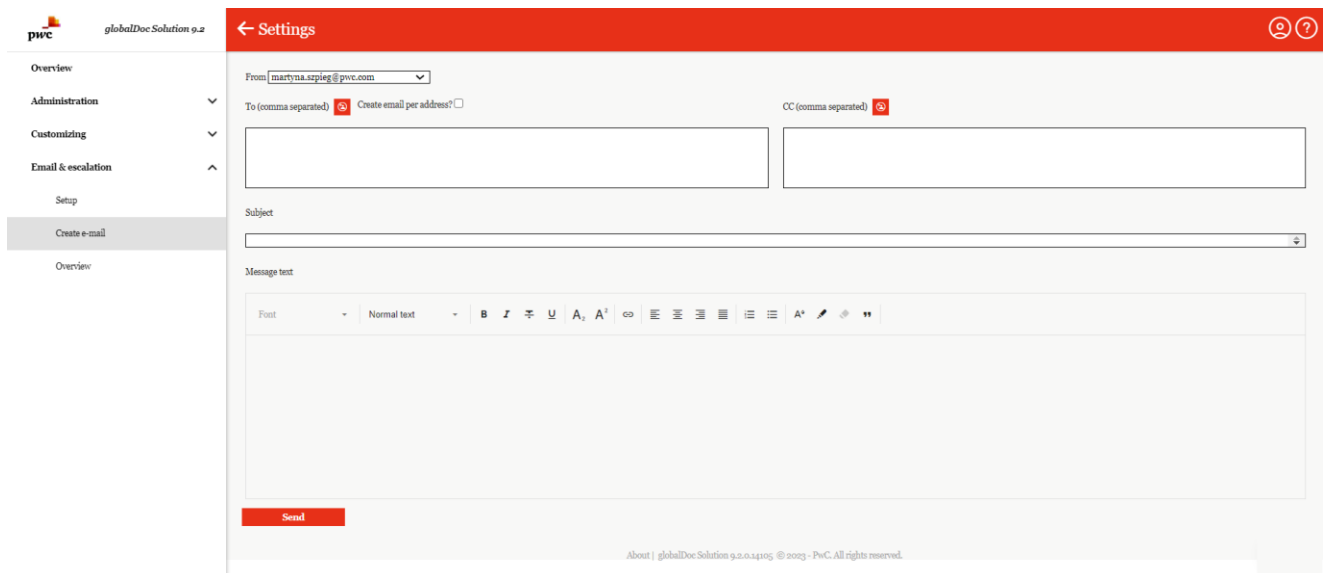 pwc
globalDoc Solution 9.2
← Settings
Overview
Administration
Customizing
Email & escalation
Setup
Create e-mail
Overview
From martyna.szpieg@pwc.com
To (comma separated) Create email per address?
CC (comma separated)
Subject
Message text
Font Normal text B I T U A₂ A² A "
Send
About | globalDoc Solution 9.2.0.14105 © 2023 - PwC. All rights reserved.